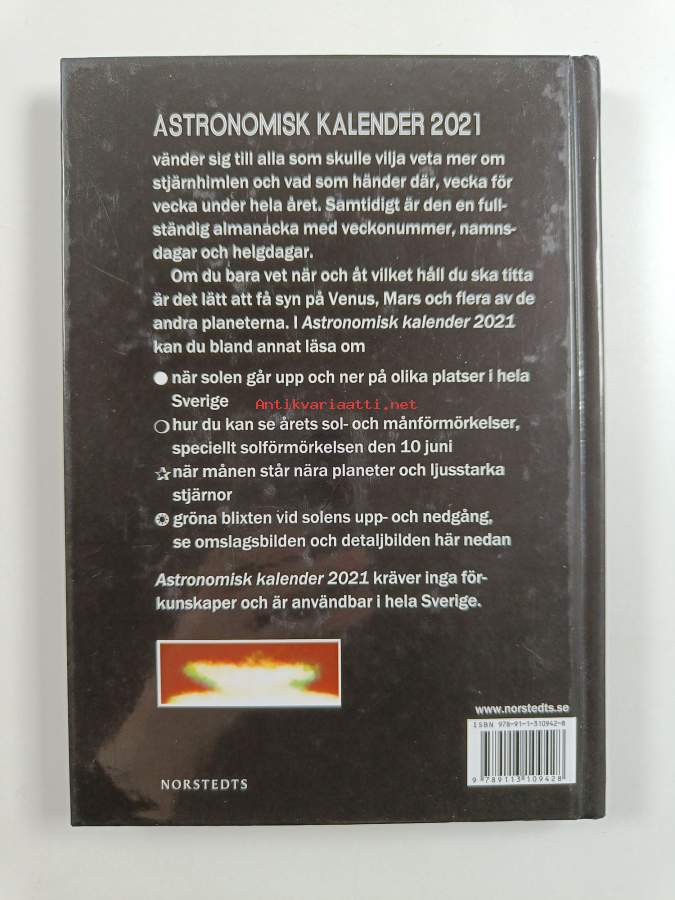 ASTRONOMISK KALENDER 2021
vänder sig till alla som skulle vilja veta mer om
stjärnhimlen och vad som händer där, vecka för
vecka under hela året. Samtidigt är den en full-
ständig almanacka med veckonummer, namns-
dagar och helgdagar.
Om du bara vet när och åt vilket håll du ska titta
är det lätt att få syn på Venus, Mars och flera av de
andra planeterna. I Astronomisk kalender 2021
kan du bland annat läsa om
när solen går upp och ner på olika platser i hela
Sverige
Antikvariaatti.net
hur du kan se årets sol- och månförmörkelser,
speciellt solförmörkelsen den 10 juni
när månen står nära planeter och ljusstarka
stjärnor
gröna blixten vid solens upp- och nedgång,
se omslagsbilden och detaljbilden här nedan
Astronomisk kalender 2021 kräver inga för-
kunskaper och är användbar i hela Sverige.
www.norstedts.se
ISBN 978-91-1-310942-8
9 789113 109428
NORSTEDTS